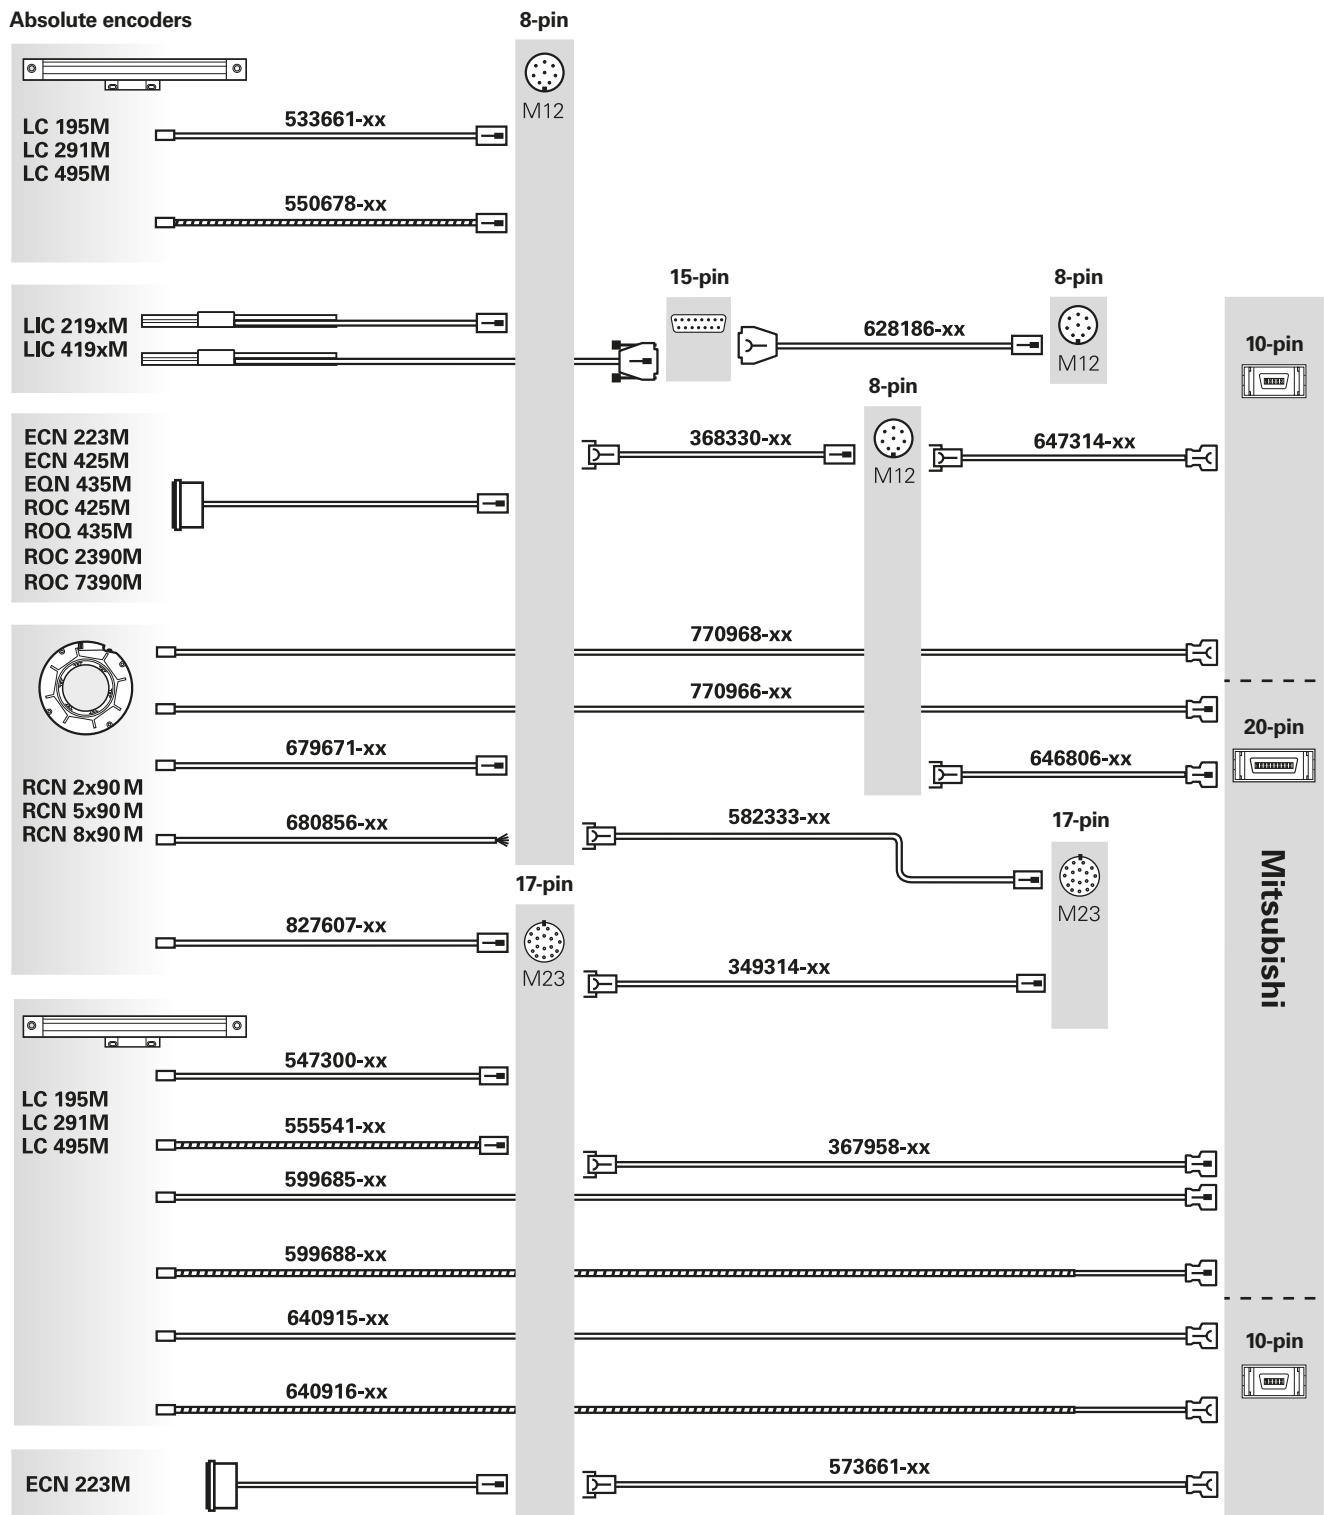 Absolute encoders
8-pin
M12
LC 195M
LC 291M
LC 495M
533661-xx
550678-xx
15-pin
8-pin
LIC 219xM
LIC 419xM
628186-xx
M12
10-pin
8-pin
ECN 223M
ECN 425M
EQN 435M
ROC 425M
ROQ 435M
ROC 2390M
ROC 7390M
368330-xx
M12
647314-xx
770968-xx
770966-xx
20-pin
679671-xx
646806-xx
RCN 2x90 M
RCN 5x90 M
RCN 8x90 M
680856-xx
582333-xx
17-pin
M23
Mitsubishi
17-pin
M23
827607-xx
349314-xx
547300-xx
LC 195M
LC 291M
LC 495M
555541-xx
367958-xx
599685-xx
599688-xx
640915-xx
10-pin
640916-xx
ECN 223M
573661-xx